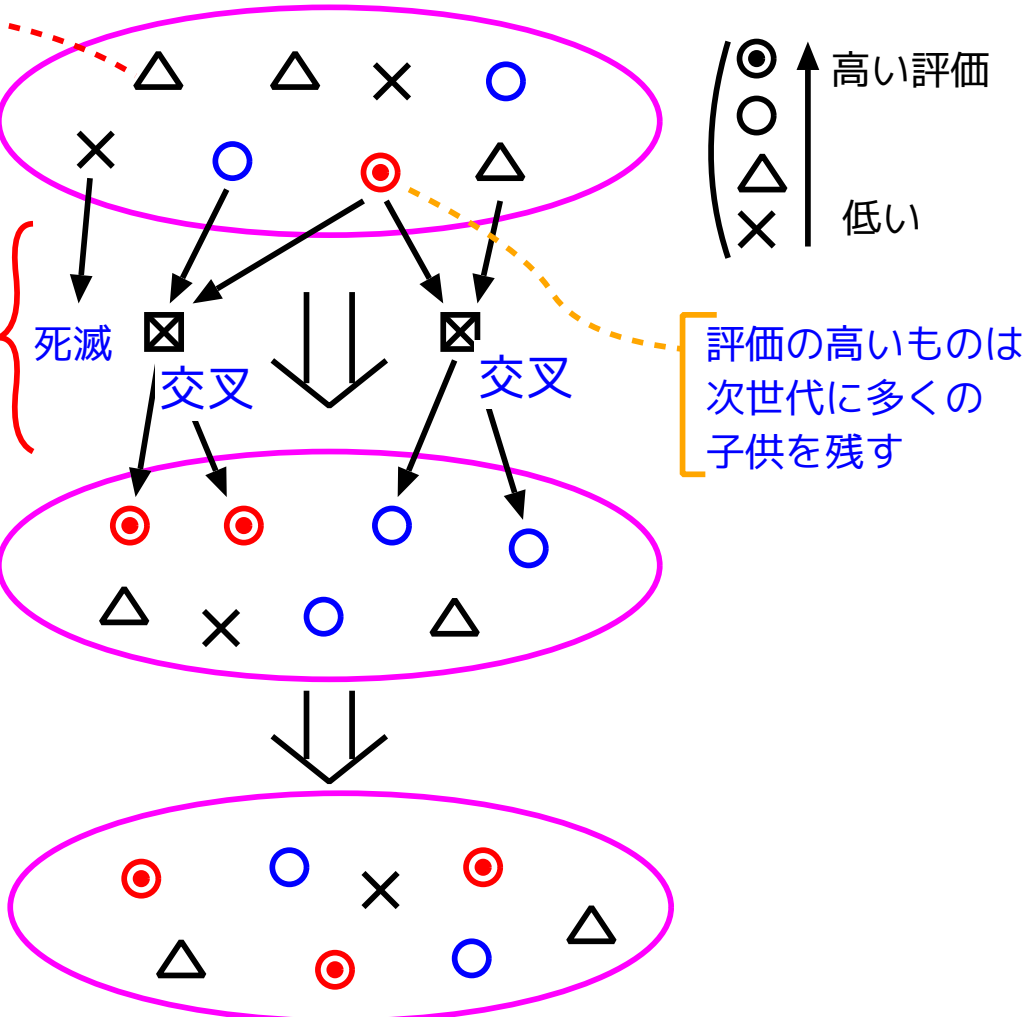 高い評価
低い
死滅
交叉
交叉
評価の高いものは
次世代に多くの
子供を残す